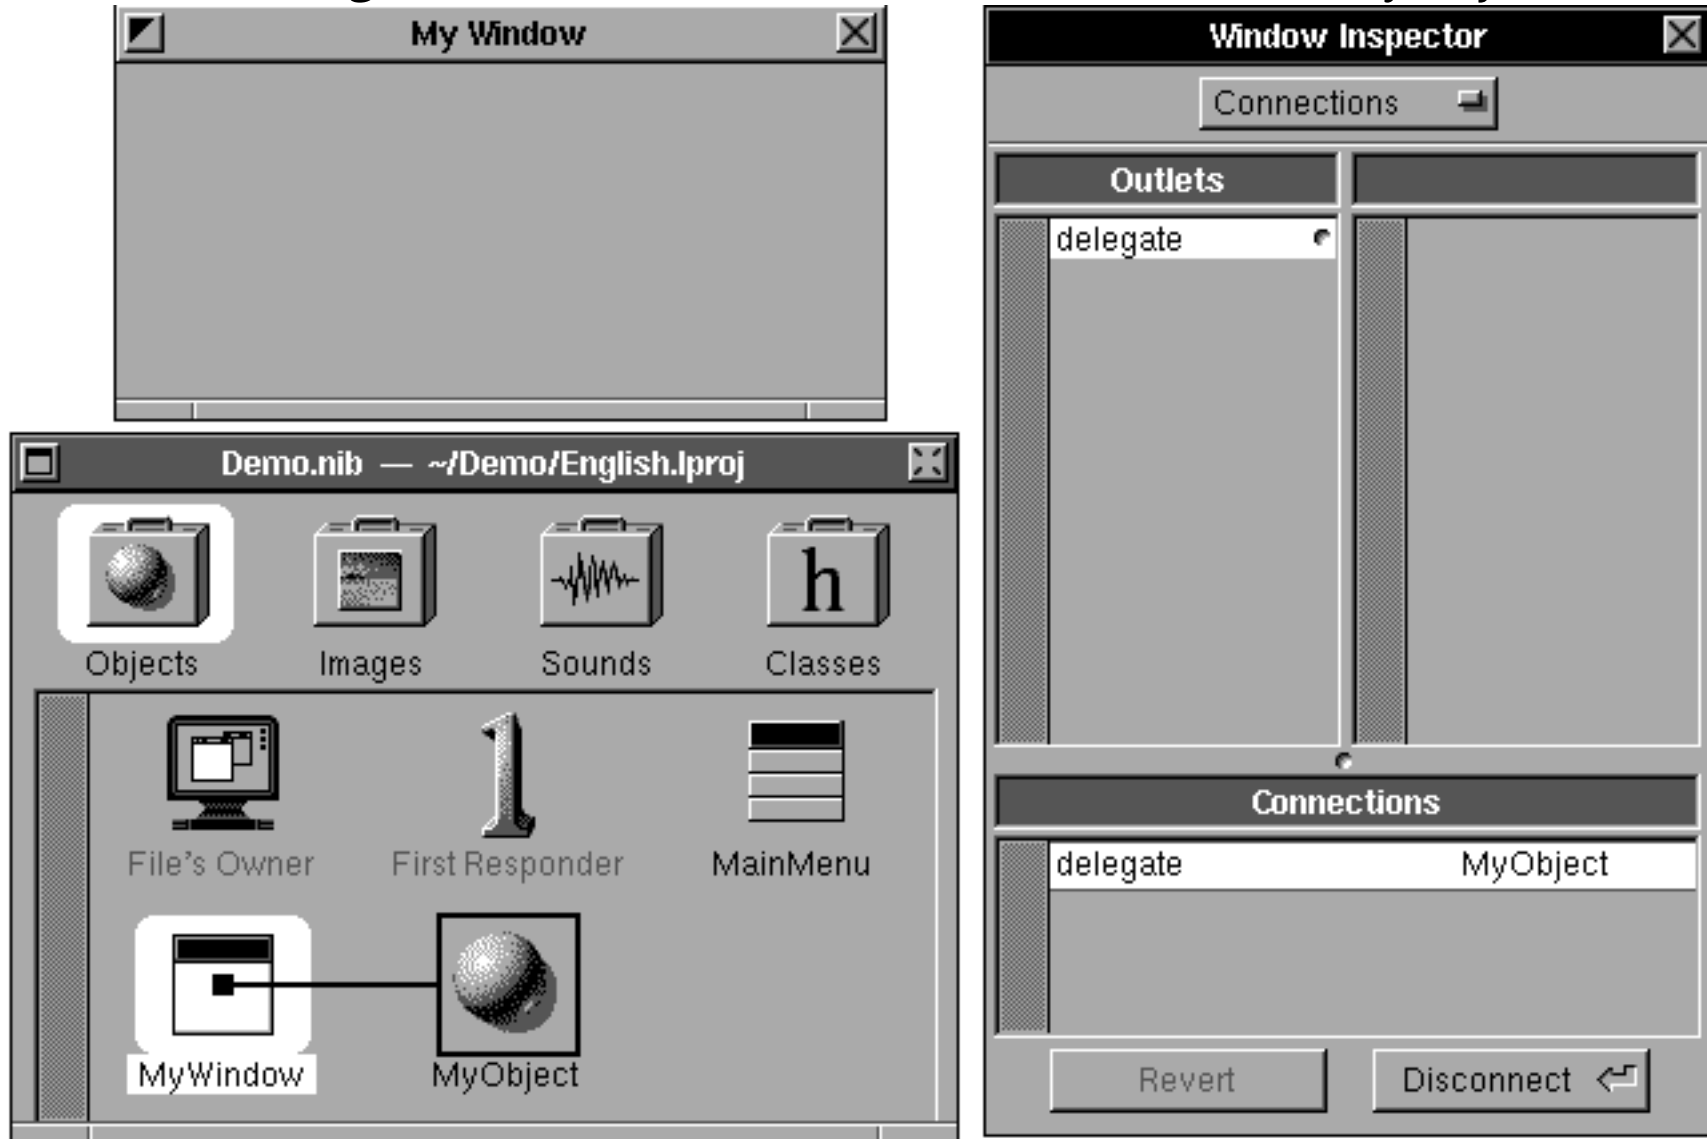 My Window
Demo.nib — ~/Demo/English.lproj
Objects Images Sounds Classes
h
File's Owner First Responder MainMenu
1
MyWindow MyObject
Window Inspector
Connections
Outlets
delegate
Connections
delegate MyObject
Revert Disconnect